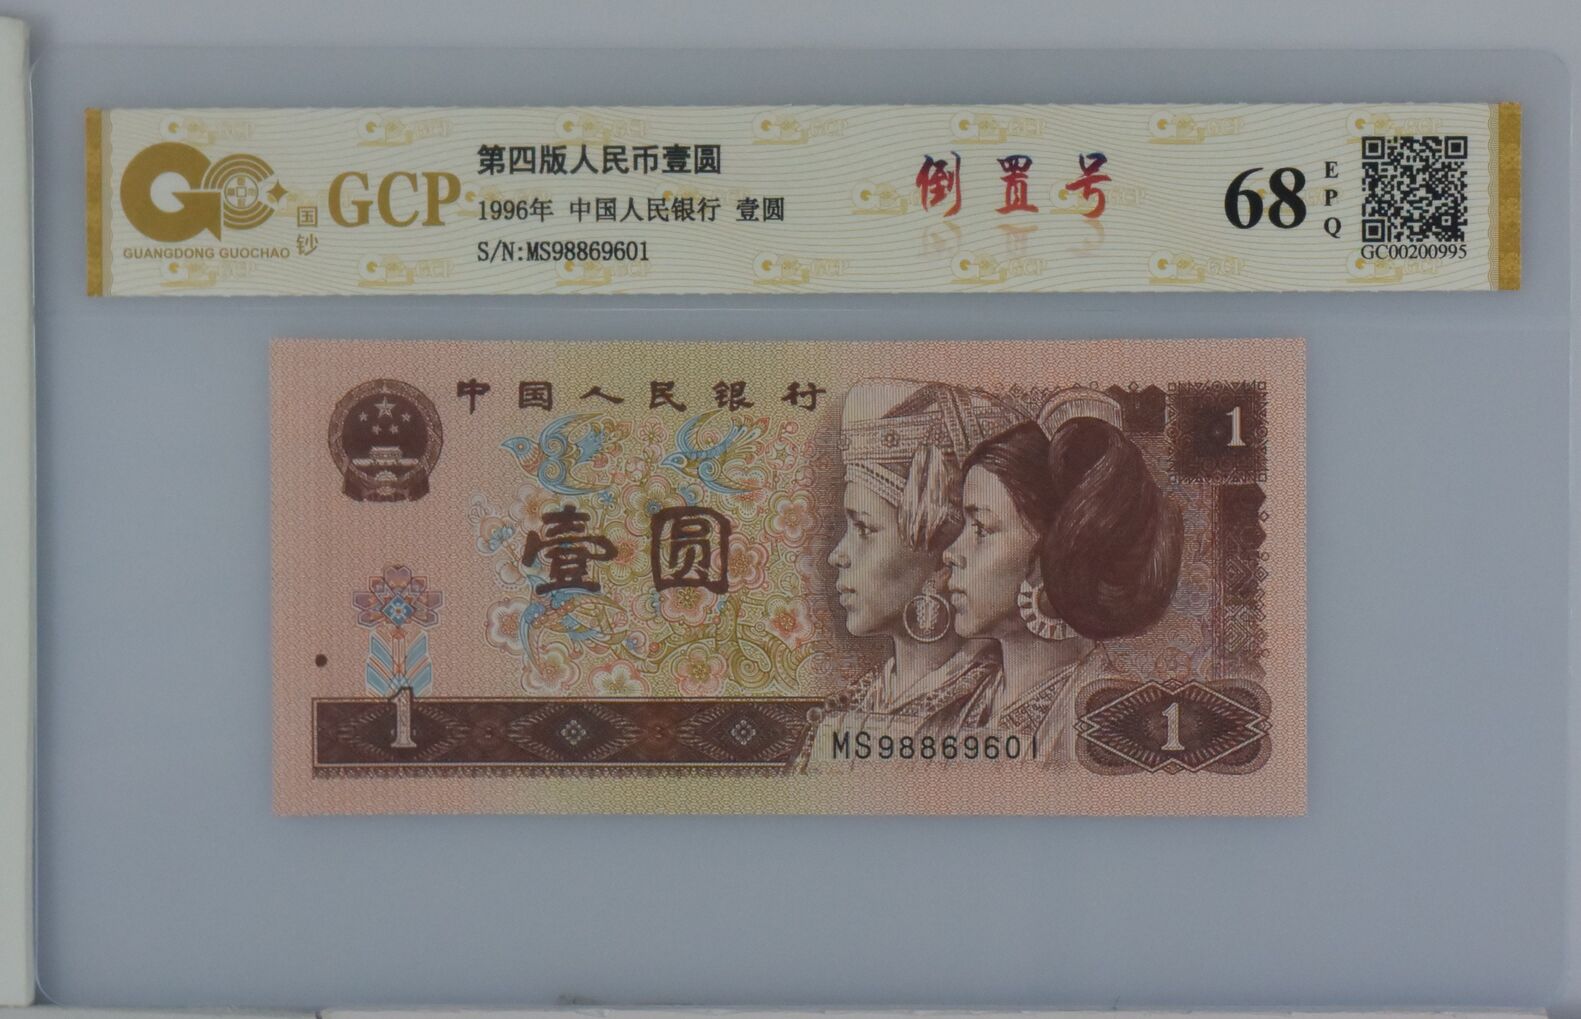 第四版人民币壹圆
1996年 中国人民银行 壹圆
S/N:MS98869601
GCP
国钞
GUANGDONG GUOCHAO
倒置号
68
EPQ
GC00200995
中国人民银行
1
壹圆
1
MS98869601
1